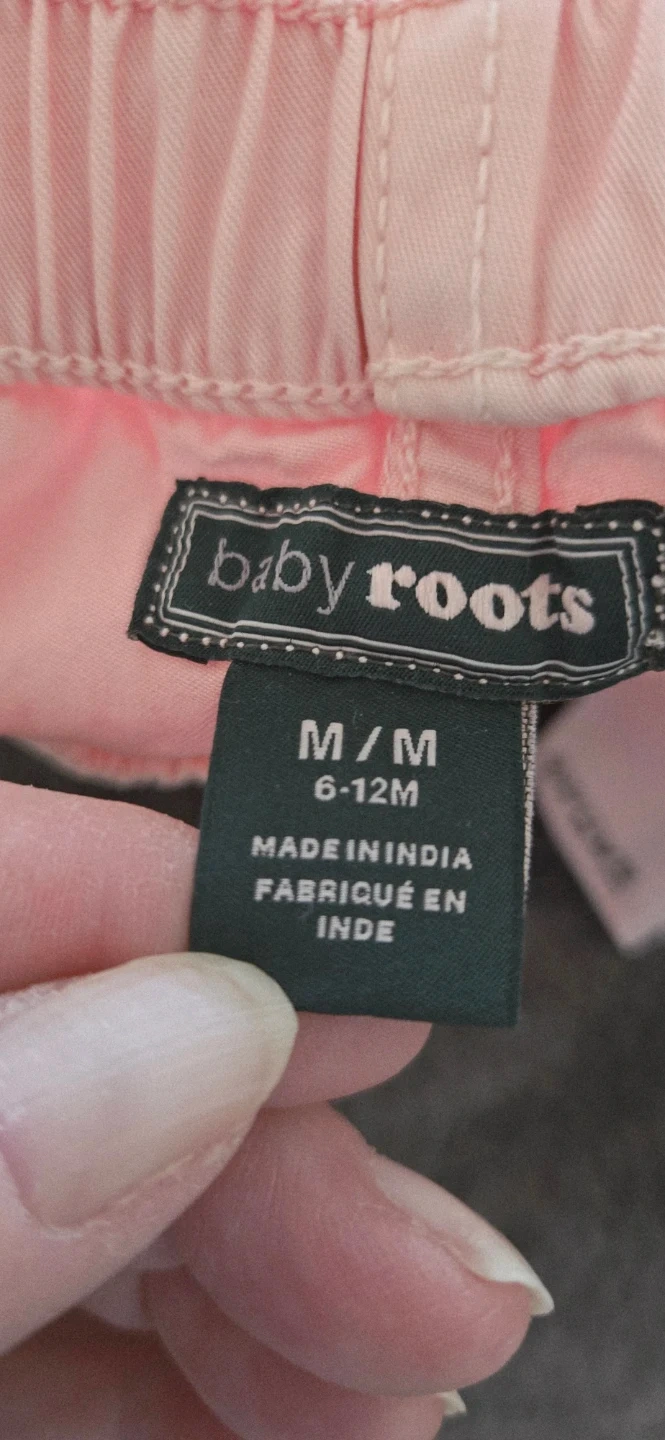 baby roots
M / M
6-12M
MADE IN INDIA
FABRIQUÉ EN
INDE